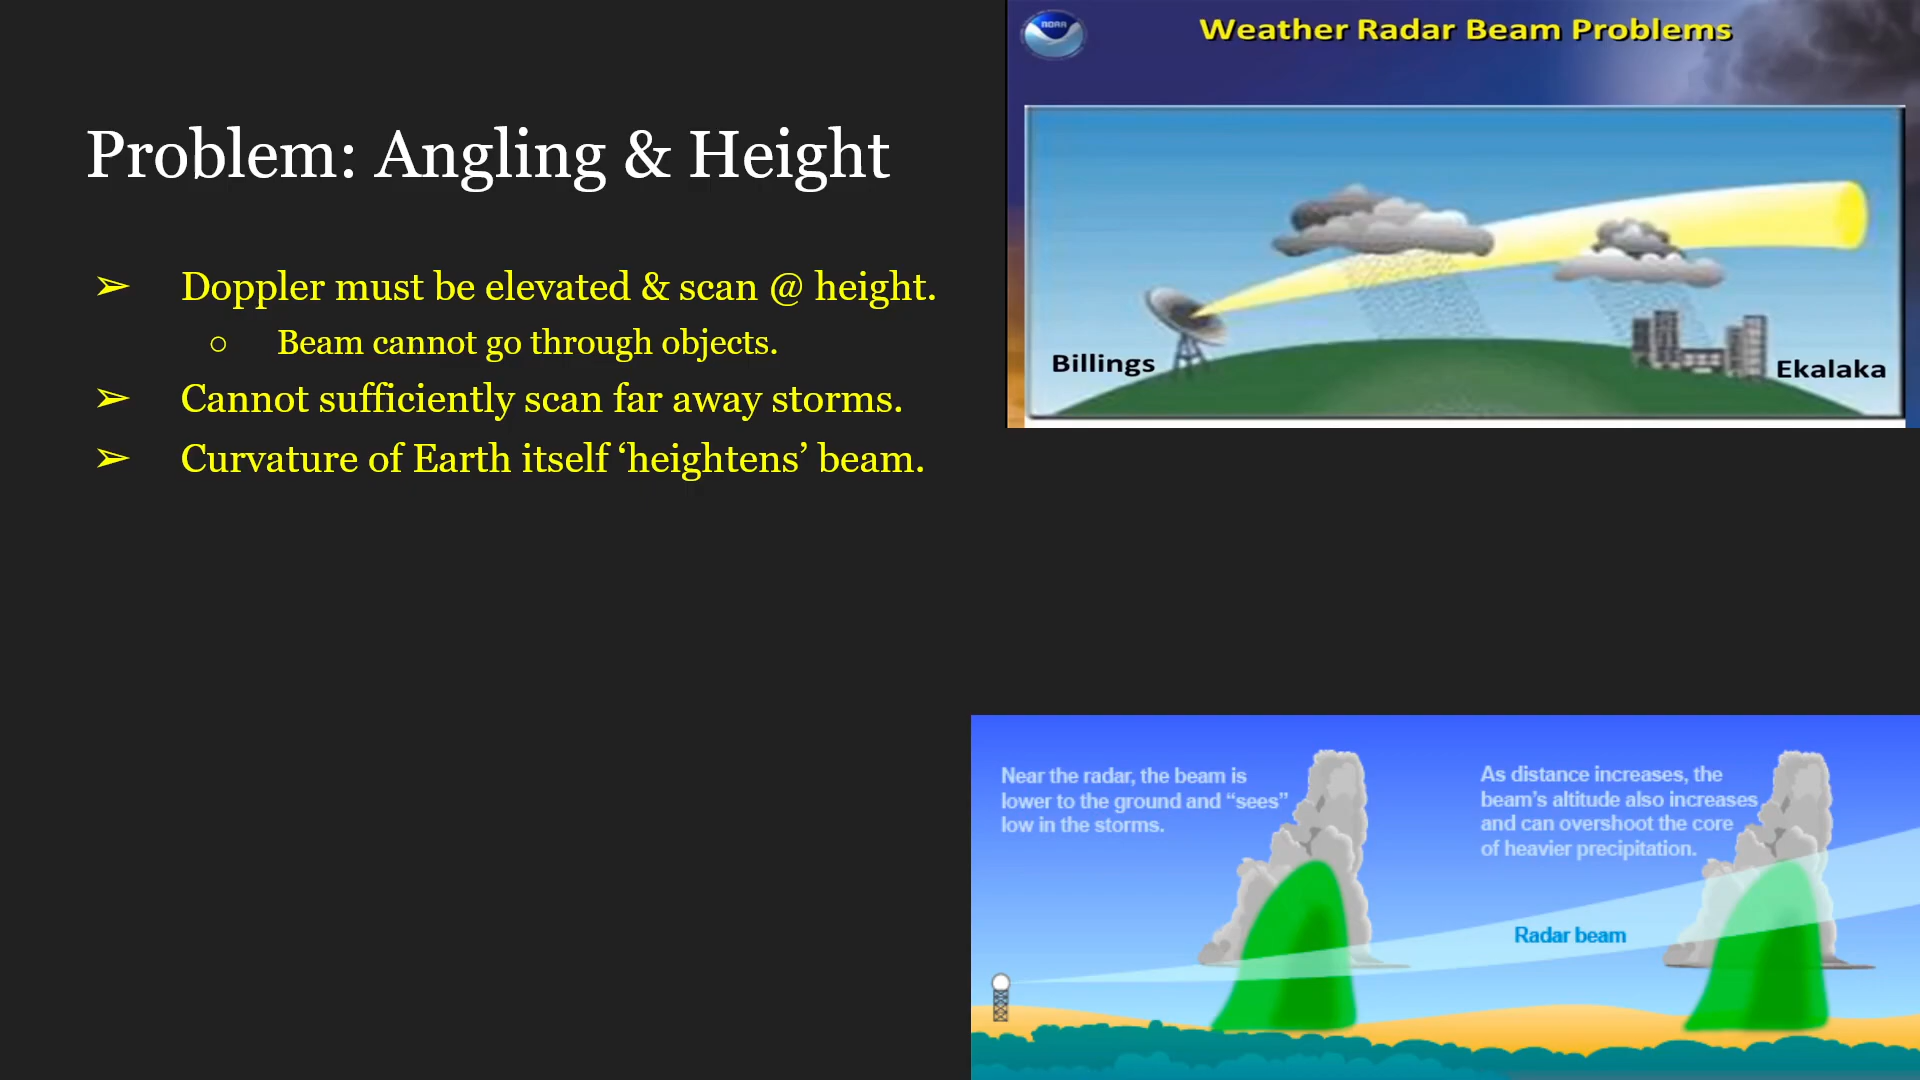 Problem: Angling & Height
➢ Doppler must be elevated & scan @ height.
○ Beam cannot go through objects.
➢ Cannot sufficiently scan far away storms.
➢ Curvature of Earth itself ‘heightens’ beam.
NOAA
Weather Radar Beam Problems
Billings
Ekalaka
Near the radar, the beam is
lower to the ground and “sees”
low in the storms.
As distance increases, the
beam’s altitude also increases
and can overshoot the core
of heavier precipitation.
Radar beam